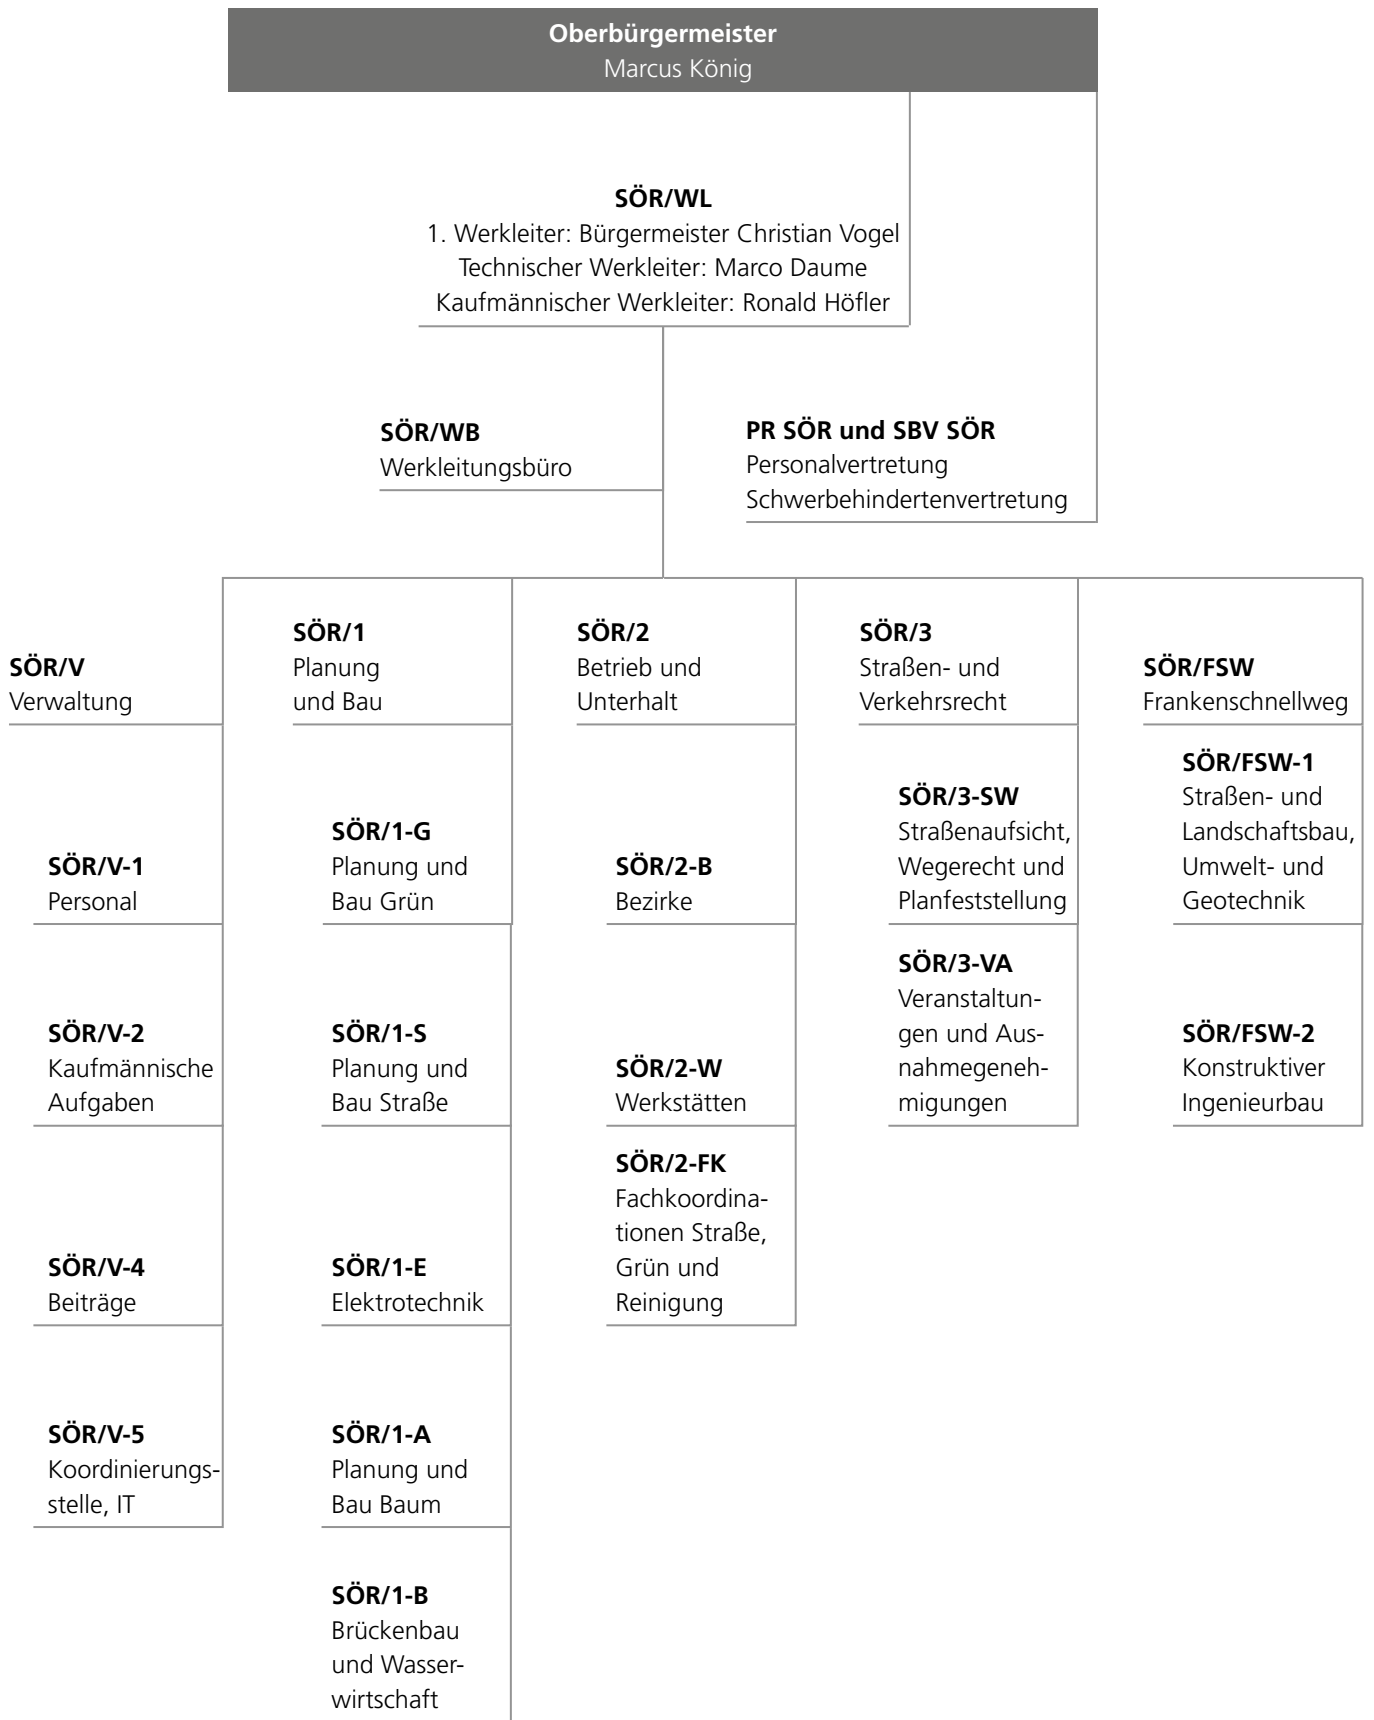 Oberbürgermeister
Marcus König
SÖR/WL
1. Werkleiter: Bürgermeister Christian Vogel
Technischer Werkleiter: Marco Daume
Kaufmännischer Werkleiter: Ronald Höfler
SÖR/WB
Werkleitungsbüro
PR SÖR und SBV SÖR
Personalvertretung
Schwerbehindertenvertretung
SÖR/V
Verwaltung
SÖR/V-1
Personal
SÖR/V-2
Kaufmännische
Aufgaben
SÖR/V-4
Beiträge
SÖR/V-5
Koordinierungs-
stelle, IT
SÖR/1
Planung
und Bau
SÖR/1-G
Planung und
Bau Grün
SÖR/1-S
Planung und
Bau Straße
SÖR/1-E
Elektrotechnik
SÖR/1-A
Planung und
Bau Baum
SÖR/1-B
Brückenbau
und Wasser-
wirtschaft
SÖR/2
Betrieb und
Unterhalt
SÖR/2-B
Bezirke
SÖR/2-W
Werkstätten
SÖR/2-FK
Fachkoordina-
tionen Straße,
Grün und
Reinigung
SÖR/3
Straßen- und
Verkehrsrecht
SÖR/3-SW
Straßenaufsicht,
Wegerecht und
Planfeststellung
SÖR/3-VA
Veranstaltun-
gen und Aus-
nahmegeneh-
migungen
SÖR/FSW
Frankenschnellweg
SÖR/FSW-1
Straßen- und
Landschaftsbau,
Umwelt- und
Geotechnik
SÖR/FSW-2
Konstruktiver
Ingenieurbau